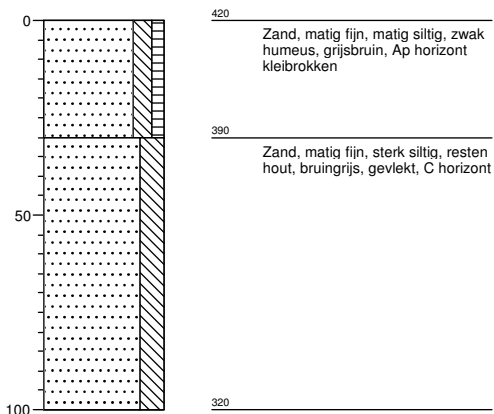 0
420
Zand, matig fijn, matig siltig, zwak
humeus, grijsbruin, Ap horizont
kleibrokken
390
Zand, matig fijn, sterk siltig, resten
hout, bruingrijs, gevlekt, C horizont
50
100
320